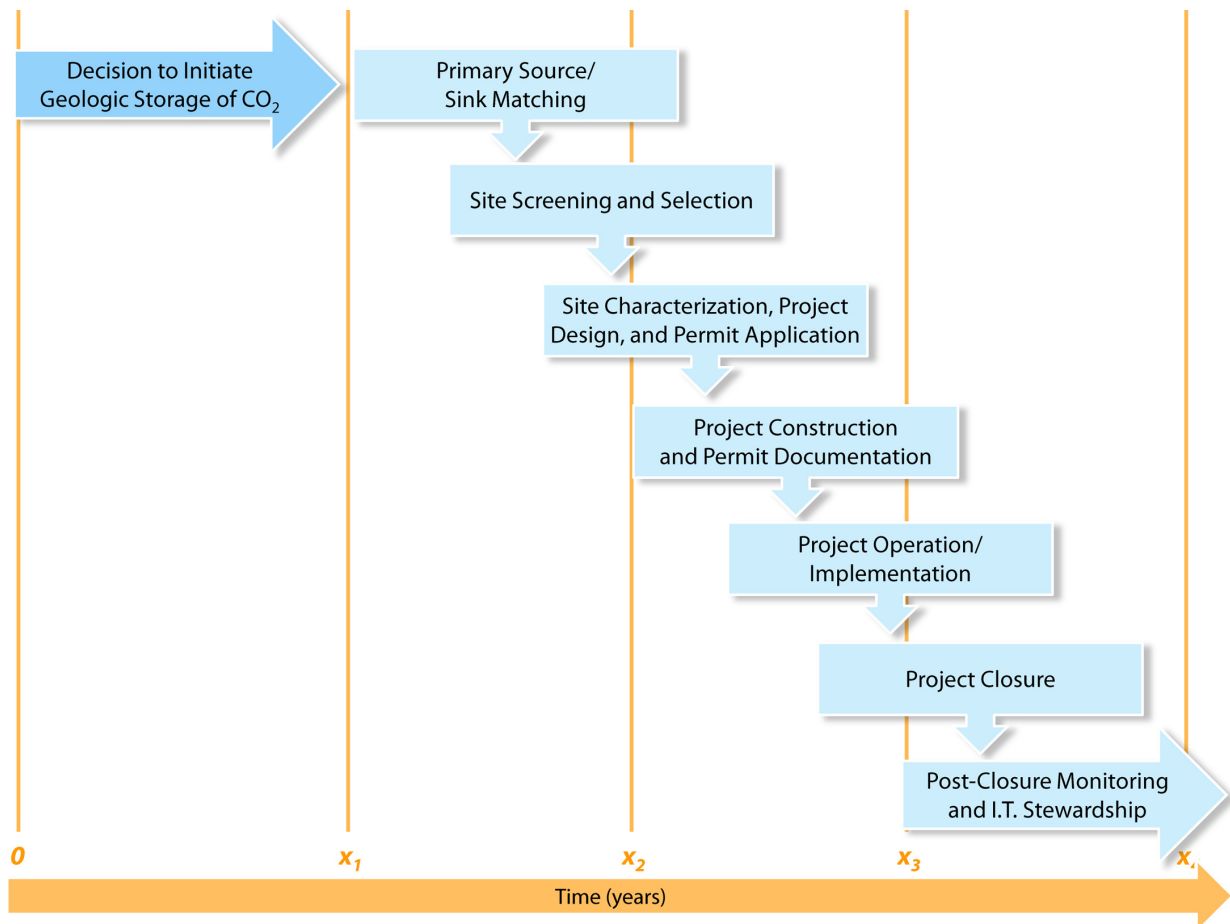 Decision to Initiate
Geologic Storage of CO₂
Primary Source/
Sink Matching
Site Screening and Selection
Site Characterization, Project
Design, and Permit Application
Project Construction
and Permit Documentation
Project Operation/
Implementation
Project Closure
Post-Closure Monitoring
and I.T. Stewardship
0 x₁ x₂ x₃ x
Time (years)